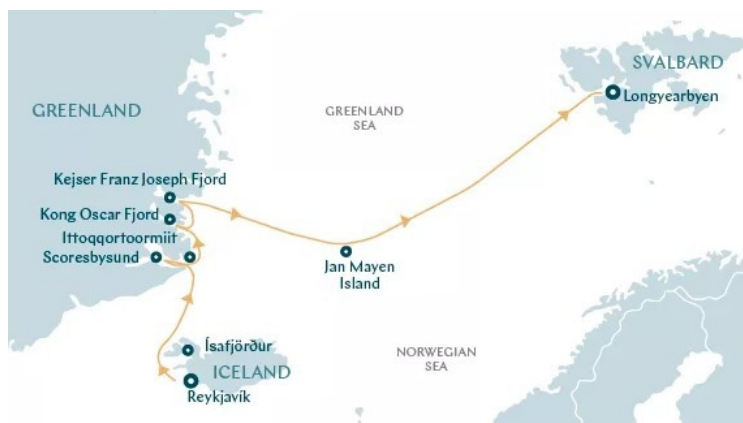 SVALBARD
Longyearbyen
GREENLAND
GREENLAND
SEA
Kejser Franz Joseph Fjord
Kong Oscar Fjord
Ittoqqortoormiit
Scoresbysund
Jan Mayen
Island
Ísafjörður
ICELAND
Reykjavík
NORWEGIAN
SEA